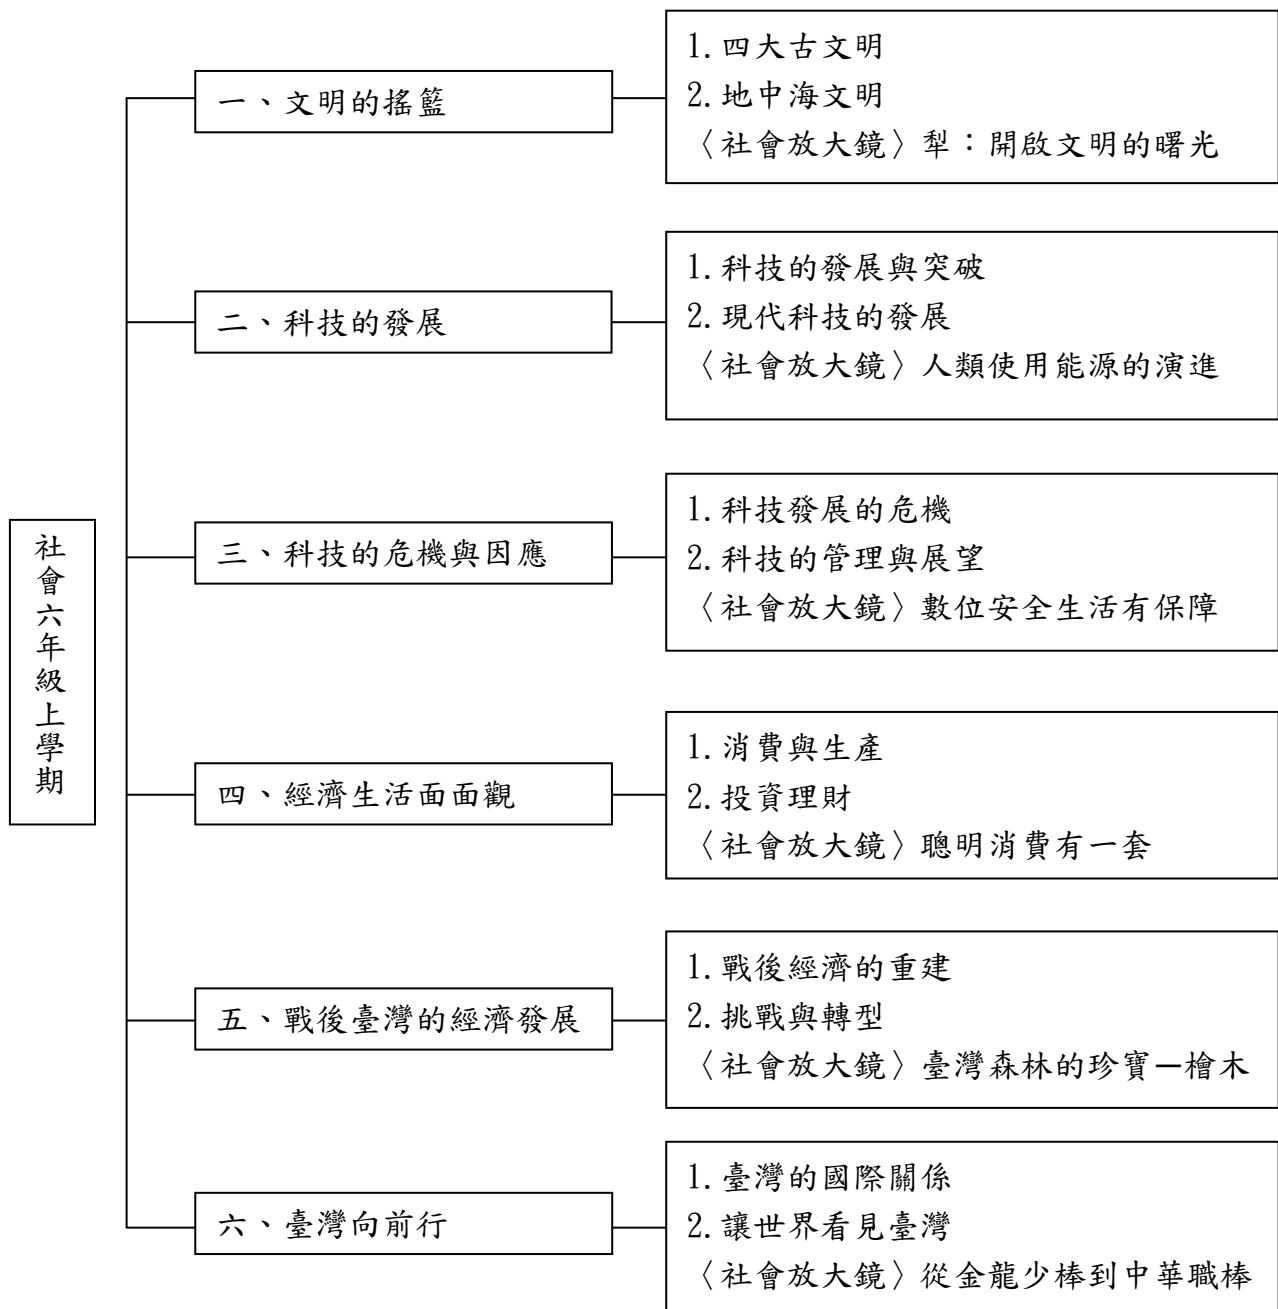 社會六年級上學期
一、文明的搖籃
1.四大古文明
2.地中海文明
〈社會放大鏡〉犁：開啟文明的曙光
二、科技的發展
1.科技的發展與突破
2.現代科技的發展
〈社會放大鏡〉人類使用能源的演進
三、科技的危機與因應
1.科技發展的危機
2.科技的管理與展望
〈社會放大鏡〉數位安全生活有保障
四、經濟生活面面觀
1.消費與生產
2.投資理財
〈社會放大鏡〉聰明消費有一套
五、戰後臺灣的經濟發展
1.戰後經濟的重建
2.挑戰與轉型
〈社會放大鏡〉臺灣森林的珍寶—檜木
六、臺灣向前行
1.臺灣的國際關係
2.讓世界看見臺灣
〈社會放大鏡〉從金龍少棒到中華職棒